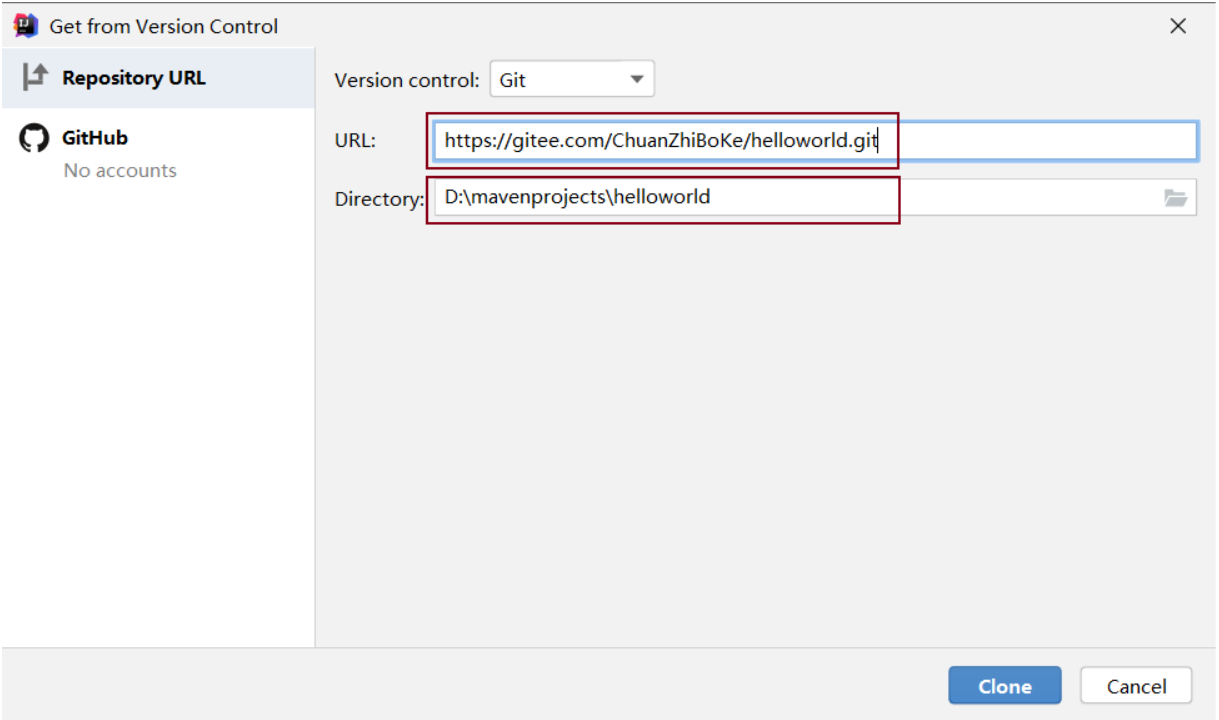 Get from Version Control
Repository URL
GitHub
No accounts
Version control: Git
URL: https://gitee.com/ChuanZhiBoKe/helloworld.git
Directory: D:\mavenprojects\helloworld
Clone Cancel